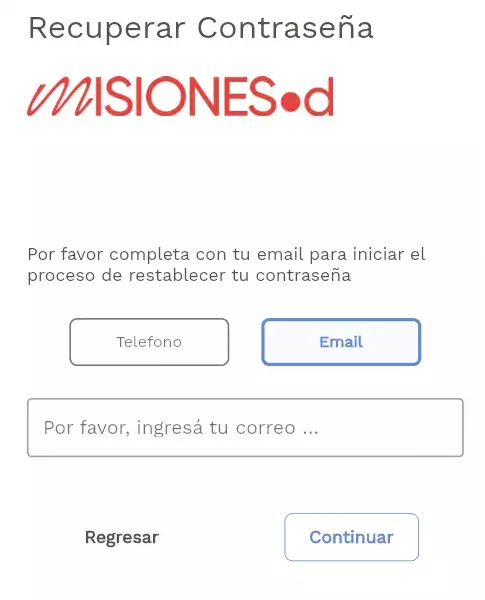 Recuperar Contraseña
MISIONES●d
Por favor completa con tu email para iniciar el
proceso de restablecer tu contraseña
Telefono
Email
Por favor, ingresá tu correo ...
Regresar
Continuar